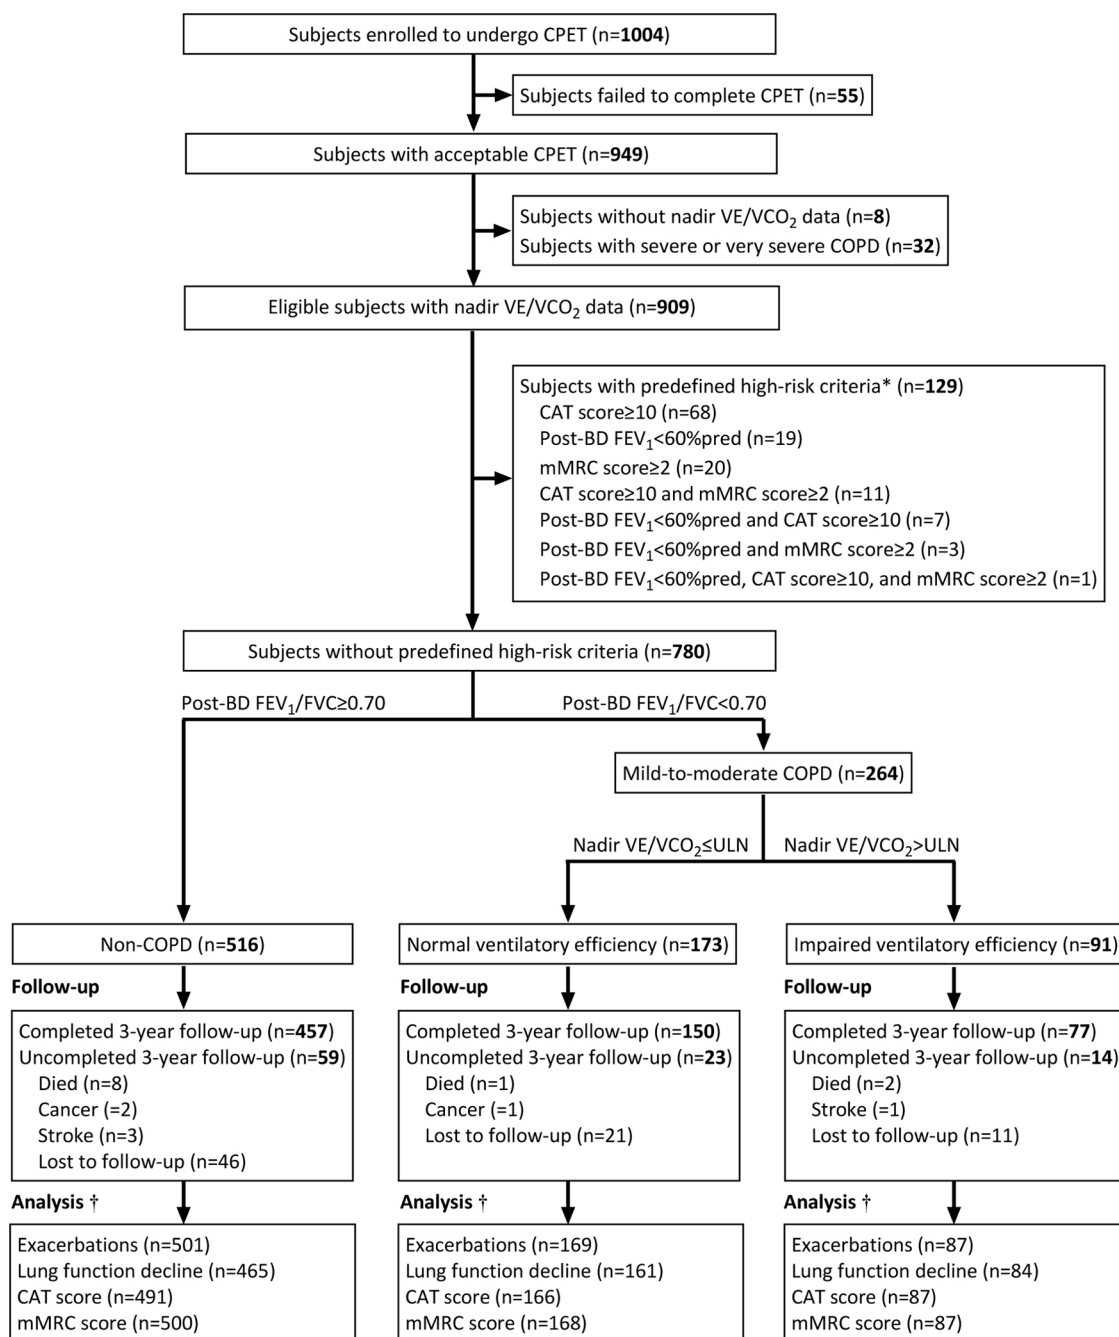 Subjects enrolled to undergo CPET (n=1004)
Subjects failed to complete CPET (n=55)
Subjects with acceptable CPET (n=949)
Subjects without nadir VE/VCO₂ data (n=8)
Subjects with severe or very severe COPD (n=32)
Eligible subjects with nadir VE/VCO₂ data (n=909)
Subjects with predefined high-risk criteria* (n=129)
CAT score≥10 (n=68)
Post-BD FEV₁<60%pred (n=19)
mMRC score≥2 (n=20)
CAT score≥10 and mMRC score≥2 (n=11)
Post-BD FEV₁<60%pred and CAT score≥10 (n=7)
Post-BD FEV₁<60%pred and mMRC score≥2 (n=3)
Post-BD FEV₁<60%pred, CAT score≥10, and mMRC score≥2 (n=1)
Subjects without predefined high-risk criteria (n=780)
Post-BD FEV₁/FVC≥0.70
Post-BD FEV₁/FVC<0.70
Mild-to-moderate COPD (n=264)
Nadir VE/VCO₂≤ULN
Nadir VE/VCO₂>ULN
Non-COPD (n=516)
Follow-up
Completed 3-year follow-up (n=457)
Uncompleted 3-year follow-up (n=59)
Died (n=8)
Cancer (=2)
Stroke (n=3)
Lost to follow-up (n=46)
Analysis †
Exacerbations (n=501)
Lung function decline (n=465)
CAT score (n=491)
mMRC score (n=500)
Normal ventilatory efficiency (n=173)
Follow-up
Completed 3-year follow-up (n=150)
Uncompleted 3-year follow-up (n=23)
Died (n=1)
Cancer (=1)
Lost to follow-up (n=21)
Analysis †
Exacerbations (n=169)
Lung function decline (n=161)
CAT score (n=166)
mMRC score (n=168)
Impaired ventilatory efficiency (n=91)
Follow-up
Completed 3-year follow-up (n=77)
Uncompleted 3-year follow-up (n=14)
Died (n=2)
Stroke (=1)
Lost to follow-up (n=11)
Analysis †
Exacerbations (n=87)
Lung function decline (n=84)
CAT score (n=87)
mMRC score (n=87)